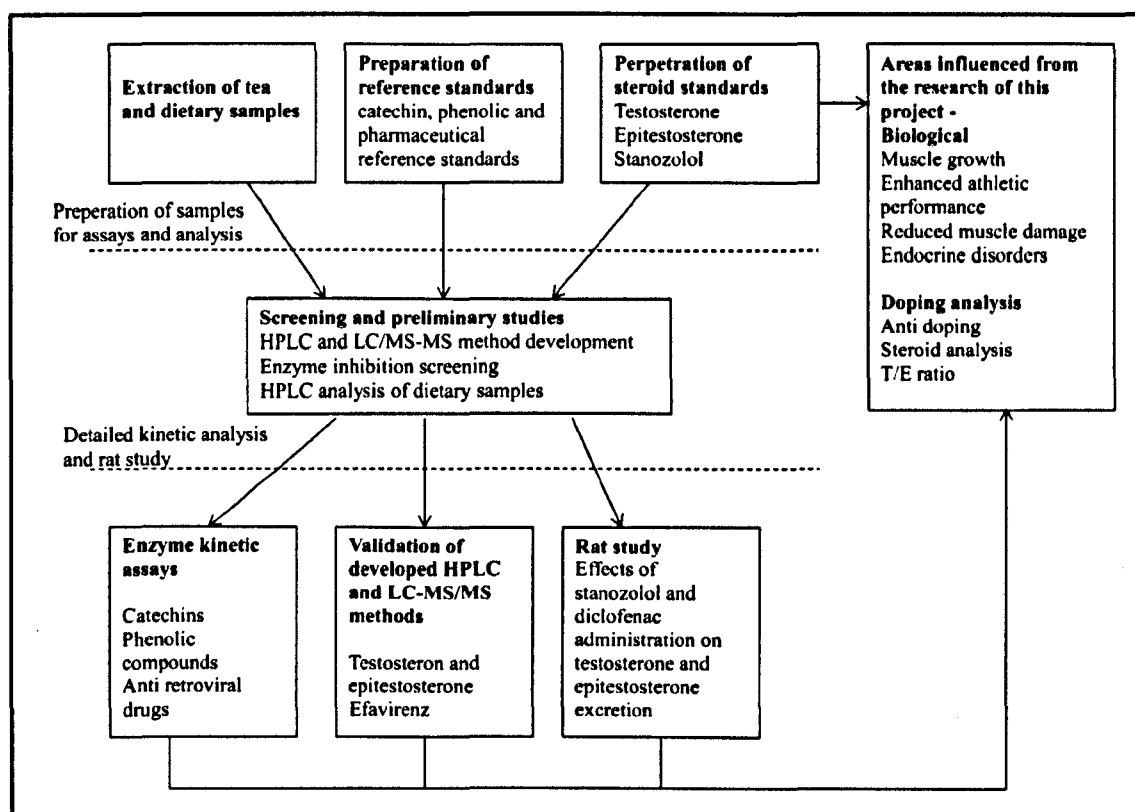 Extraction of tea
and dietary samples
Preparation of
reference standards
catechin, phenolic and
pharmaceutical
reference standards
Perpetration of
steroid standards
Testosterone
Epitestosterone
Stanozolol
Areas influenced from
the research of this
project -
Biological
Muscle growth
Enhanced athletic
performance
Reduced muscle damage
Endocrine disorders
Doping analysis
Anti doping
Steroid analysis
T/E ratio
Preperation of samples
for assays and analysis
Screening and preliminary studies
HPLC and LC/MS-MS method development
Enzyme inhibition screening
HPLC analysis of dietary samples
Detailed kinetic analysis
and rat study
Enzyme kinetic
assays
Catechins
Phenolic
compounds
Anti retroviral
drugs
Validation of
developed HPLC
and LC-MS/MS
methods
Testosteron and
epitestosterone
Efavirenz
Rat study
Effects of
stanozolol and
diclofenac
administration on
testosterone and
epitestosterone
excretion